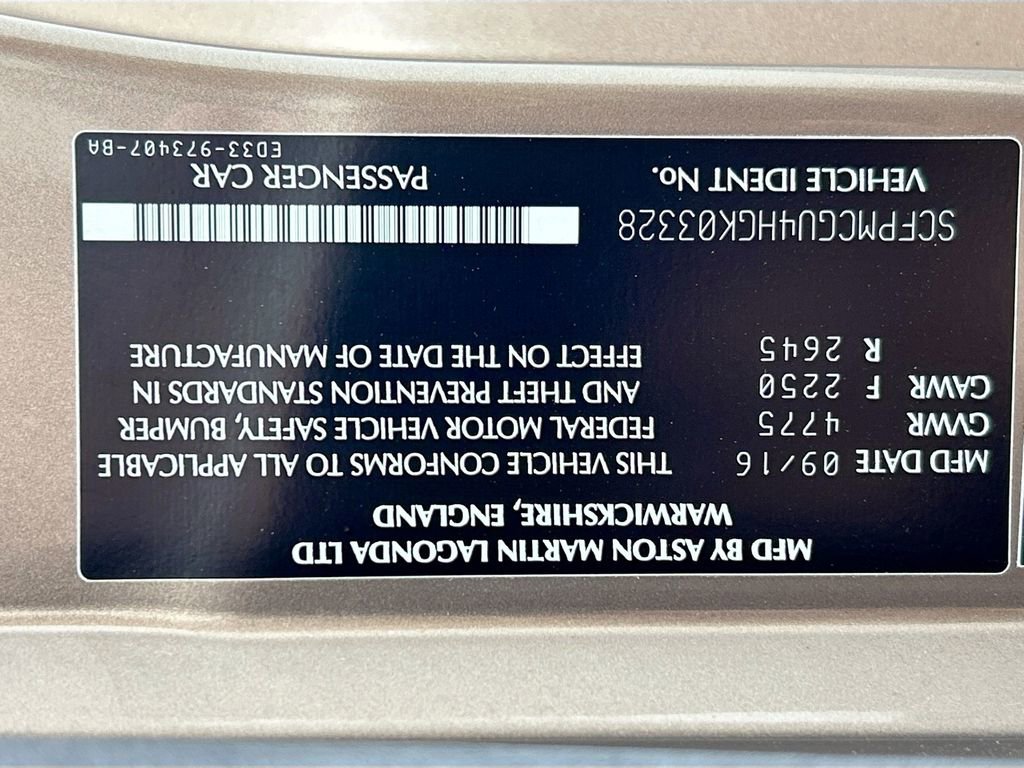 MFD BY ASTON MARTIN LAGONDA LTD
WARWICKSHIRE, ENGLAND
MFD DATE 09/16
GVWR 4775
GAWR F 2250
R 2645
THIS VEHICLE CONFORMS TO ALL APPLICABLE
FEDERAL MOTOR VEHICLE SAFETY, BUMPER
AND THEFT PREVENTION STANDARDS IN
EFFECT ON THE DATE OF MANUFACTURE
SCFPMCGU4HGK03328
VEHICLE IDENT No.
PASSENGER CAR
ED33-973407-BA